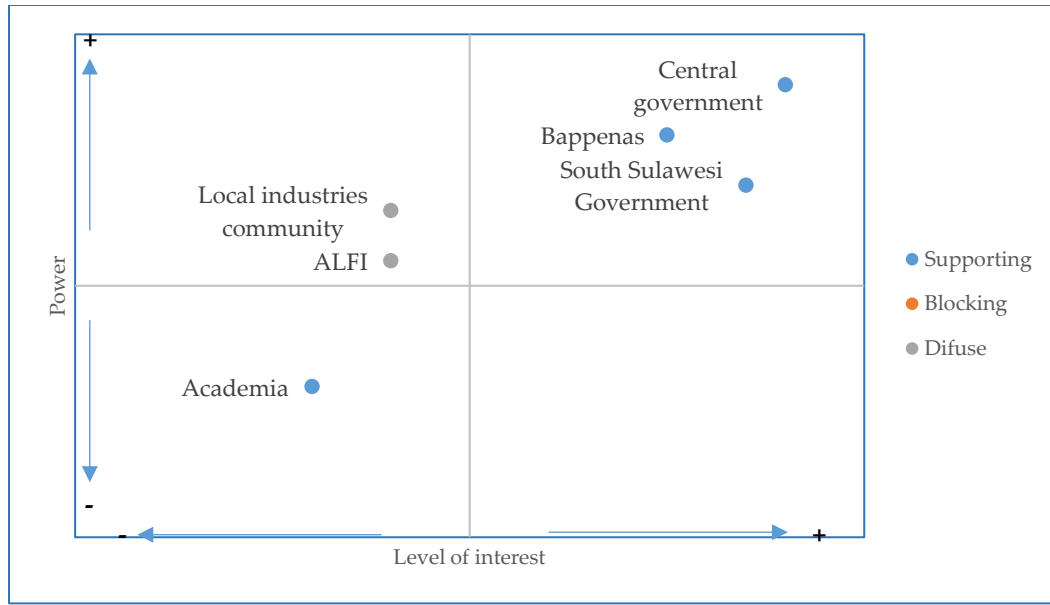 +
Central
government
Bappenas
South Sulawesi
Government
Local industries
community
ALFI
Power
Academia
Supporting
Blocking
Difuse
-
-
+
Level of interest